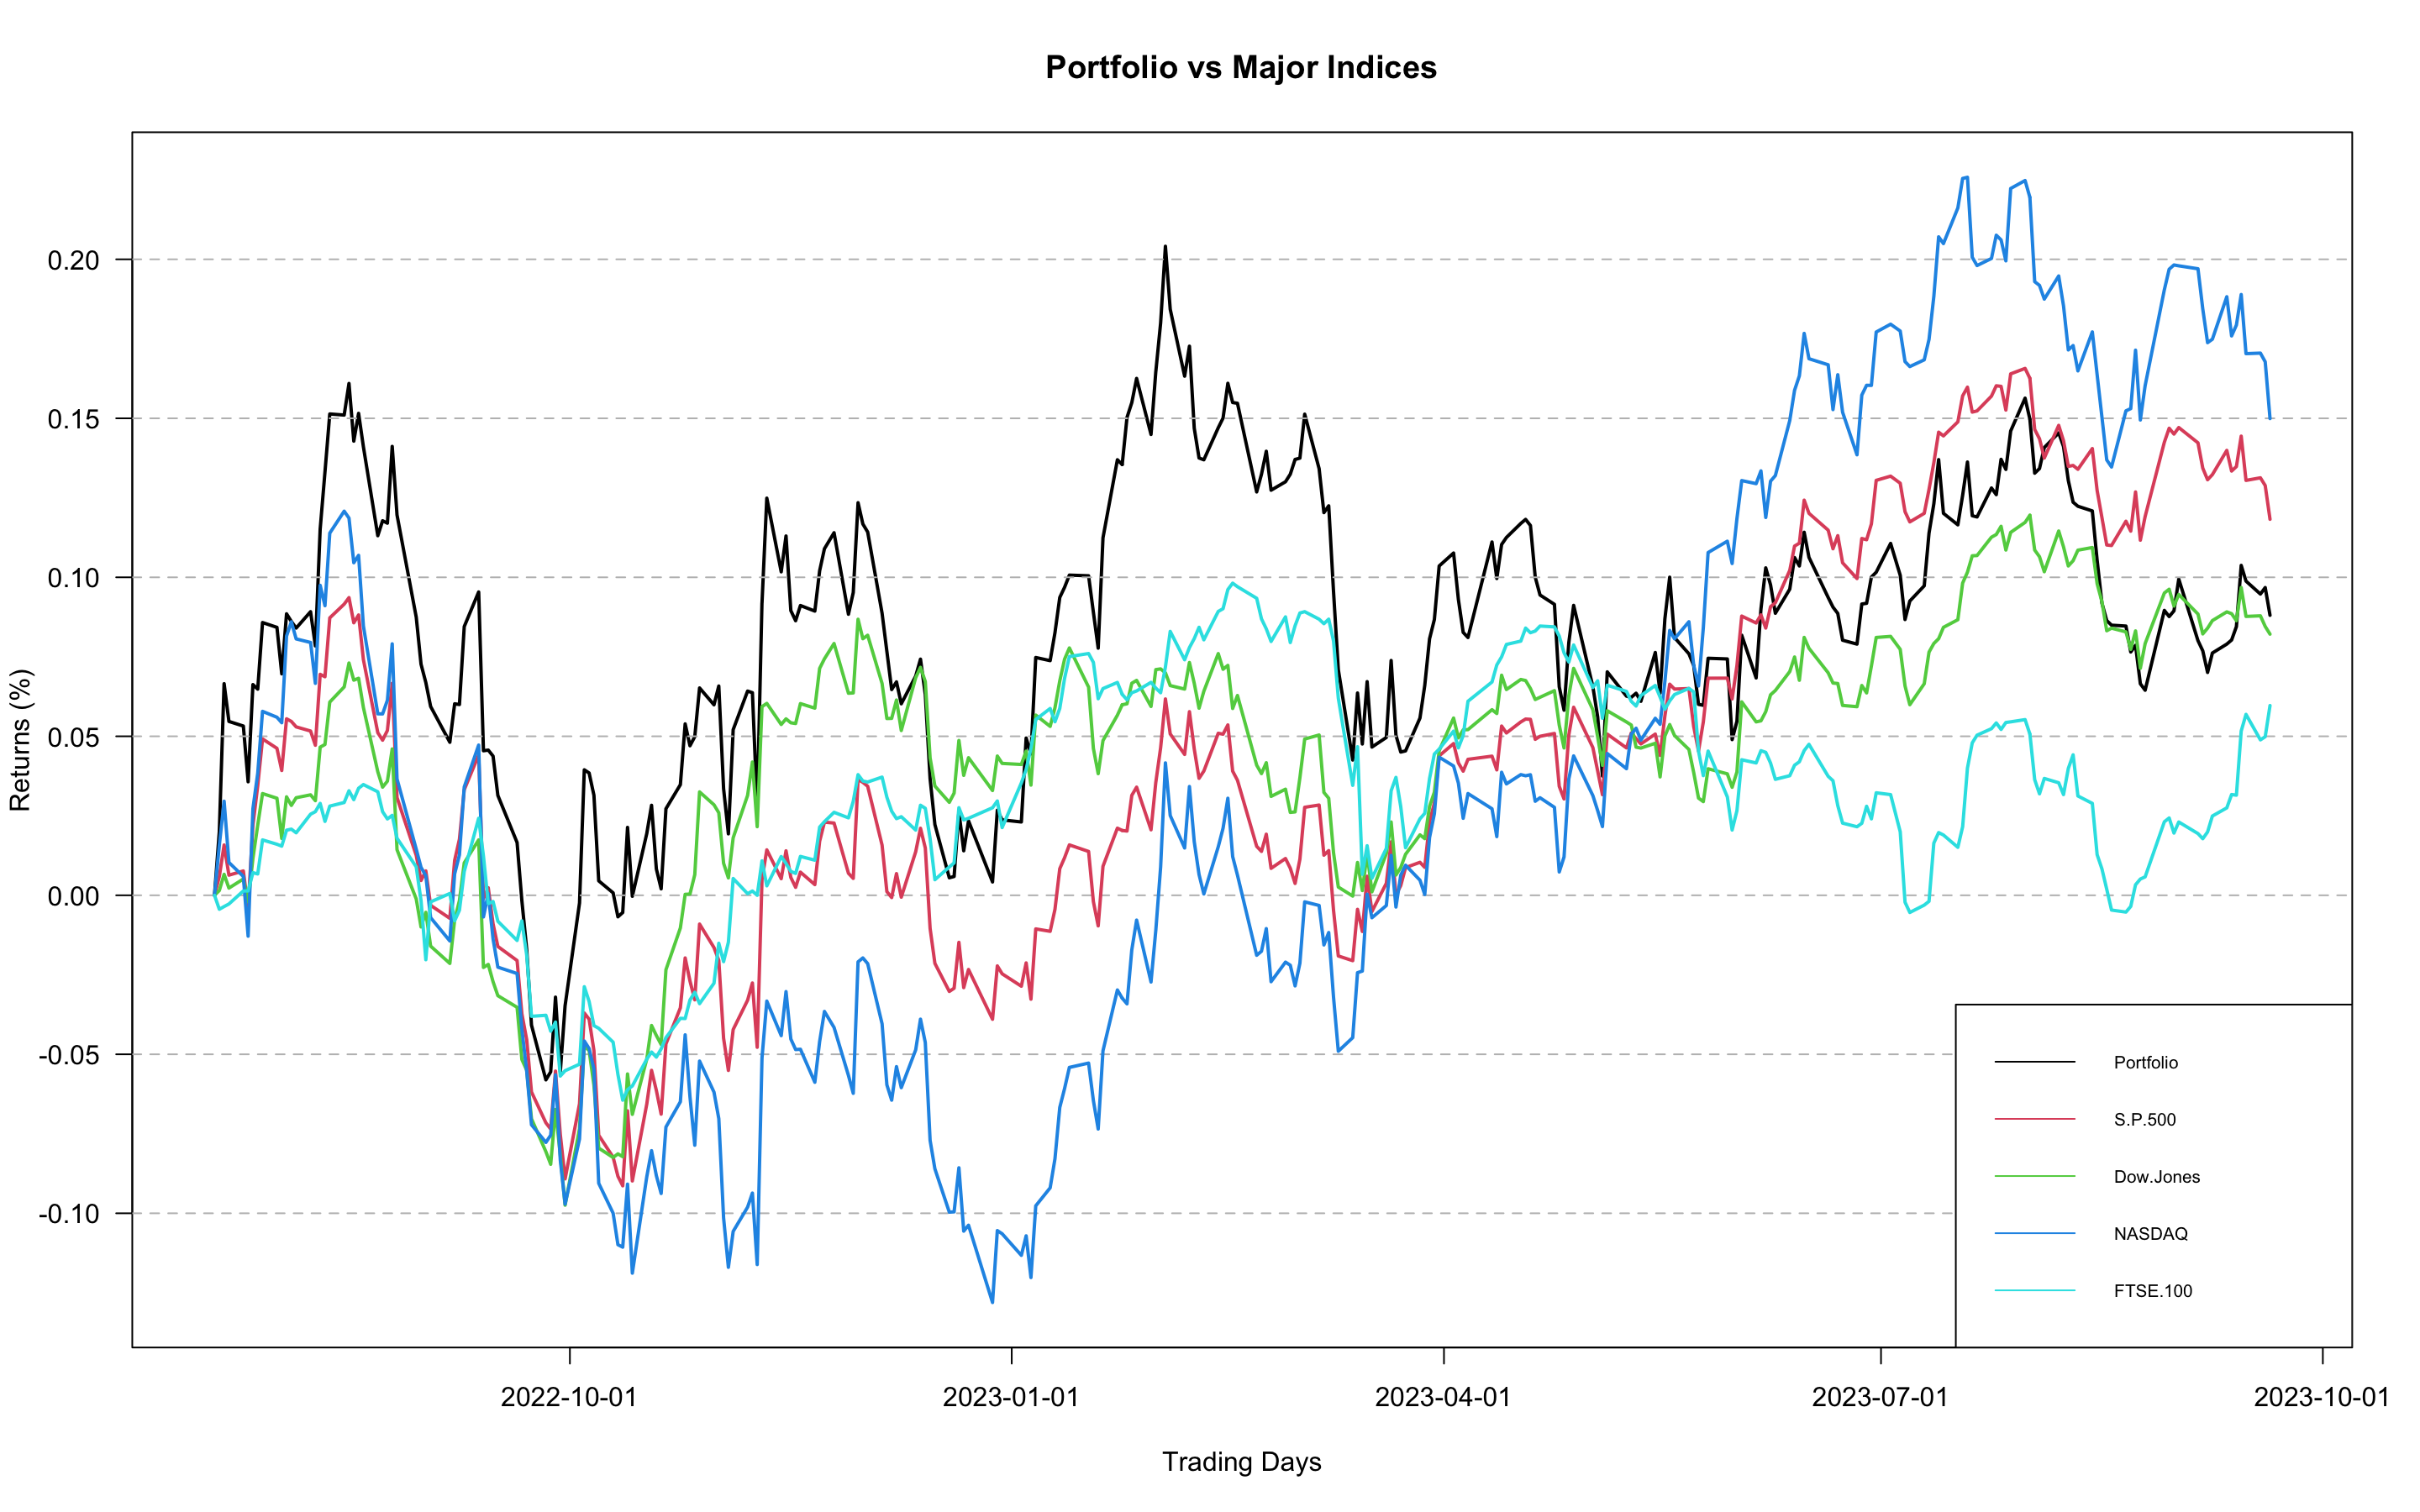 Portfolio vs Major Indices
Returns (%)
0.20
0.15
0.10
0.05
0.00
-0.05
-0.10
Portfolio
S.P.500
Dow.Jones
NASDAQ
FTSE.100
2022-10-01
2023-01-01
2023-04-01
2023-07-01
2023-10-01
Trading Days